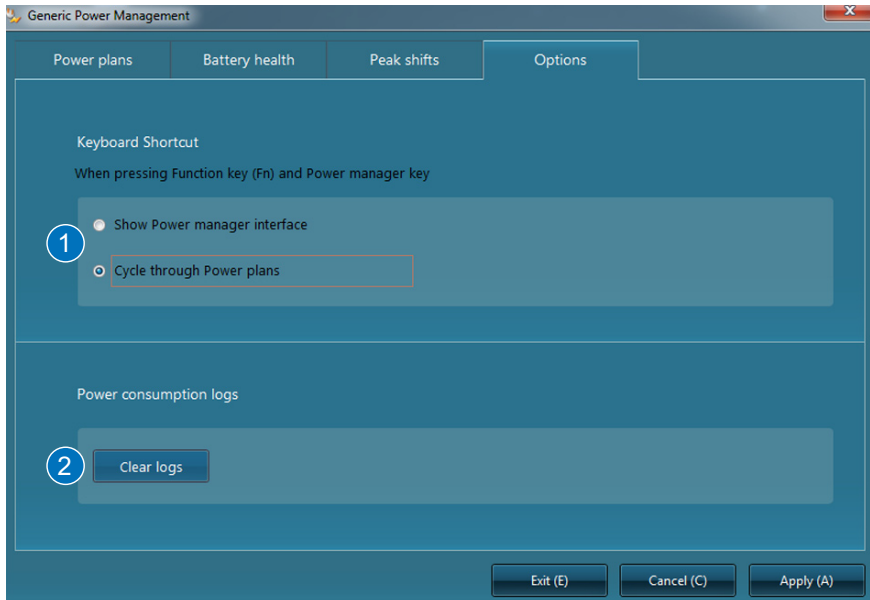 Generic Power Management
Power plans
Battery health
Peak shifts
Options
Keyboard Shortcut
When pressing Function key (Fn) and Power manager key
1
Show Power manager interface
Cycle through Power plans
Power consumption logs
2
Clear logs
Exit (E)
Cancel (C)
Apply (A)